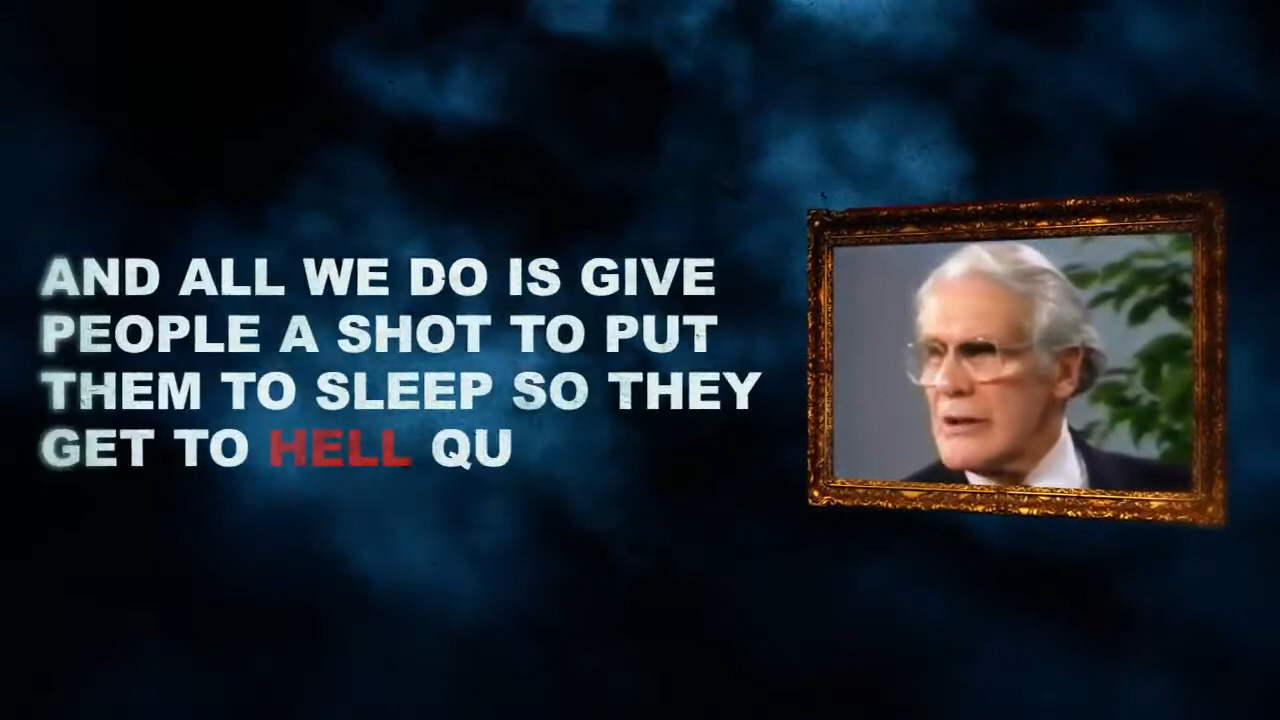 AND ALL WE DO IS GIVE
PEOPLE A SHOT TO PUT
THEM TO SLEEP SO THEY
GET TO HELL QU